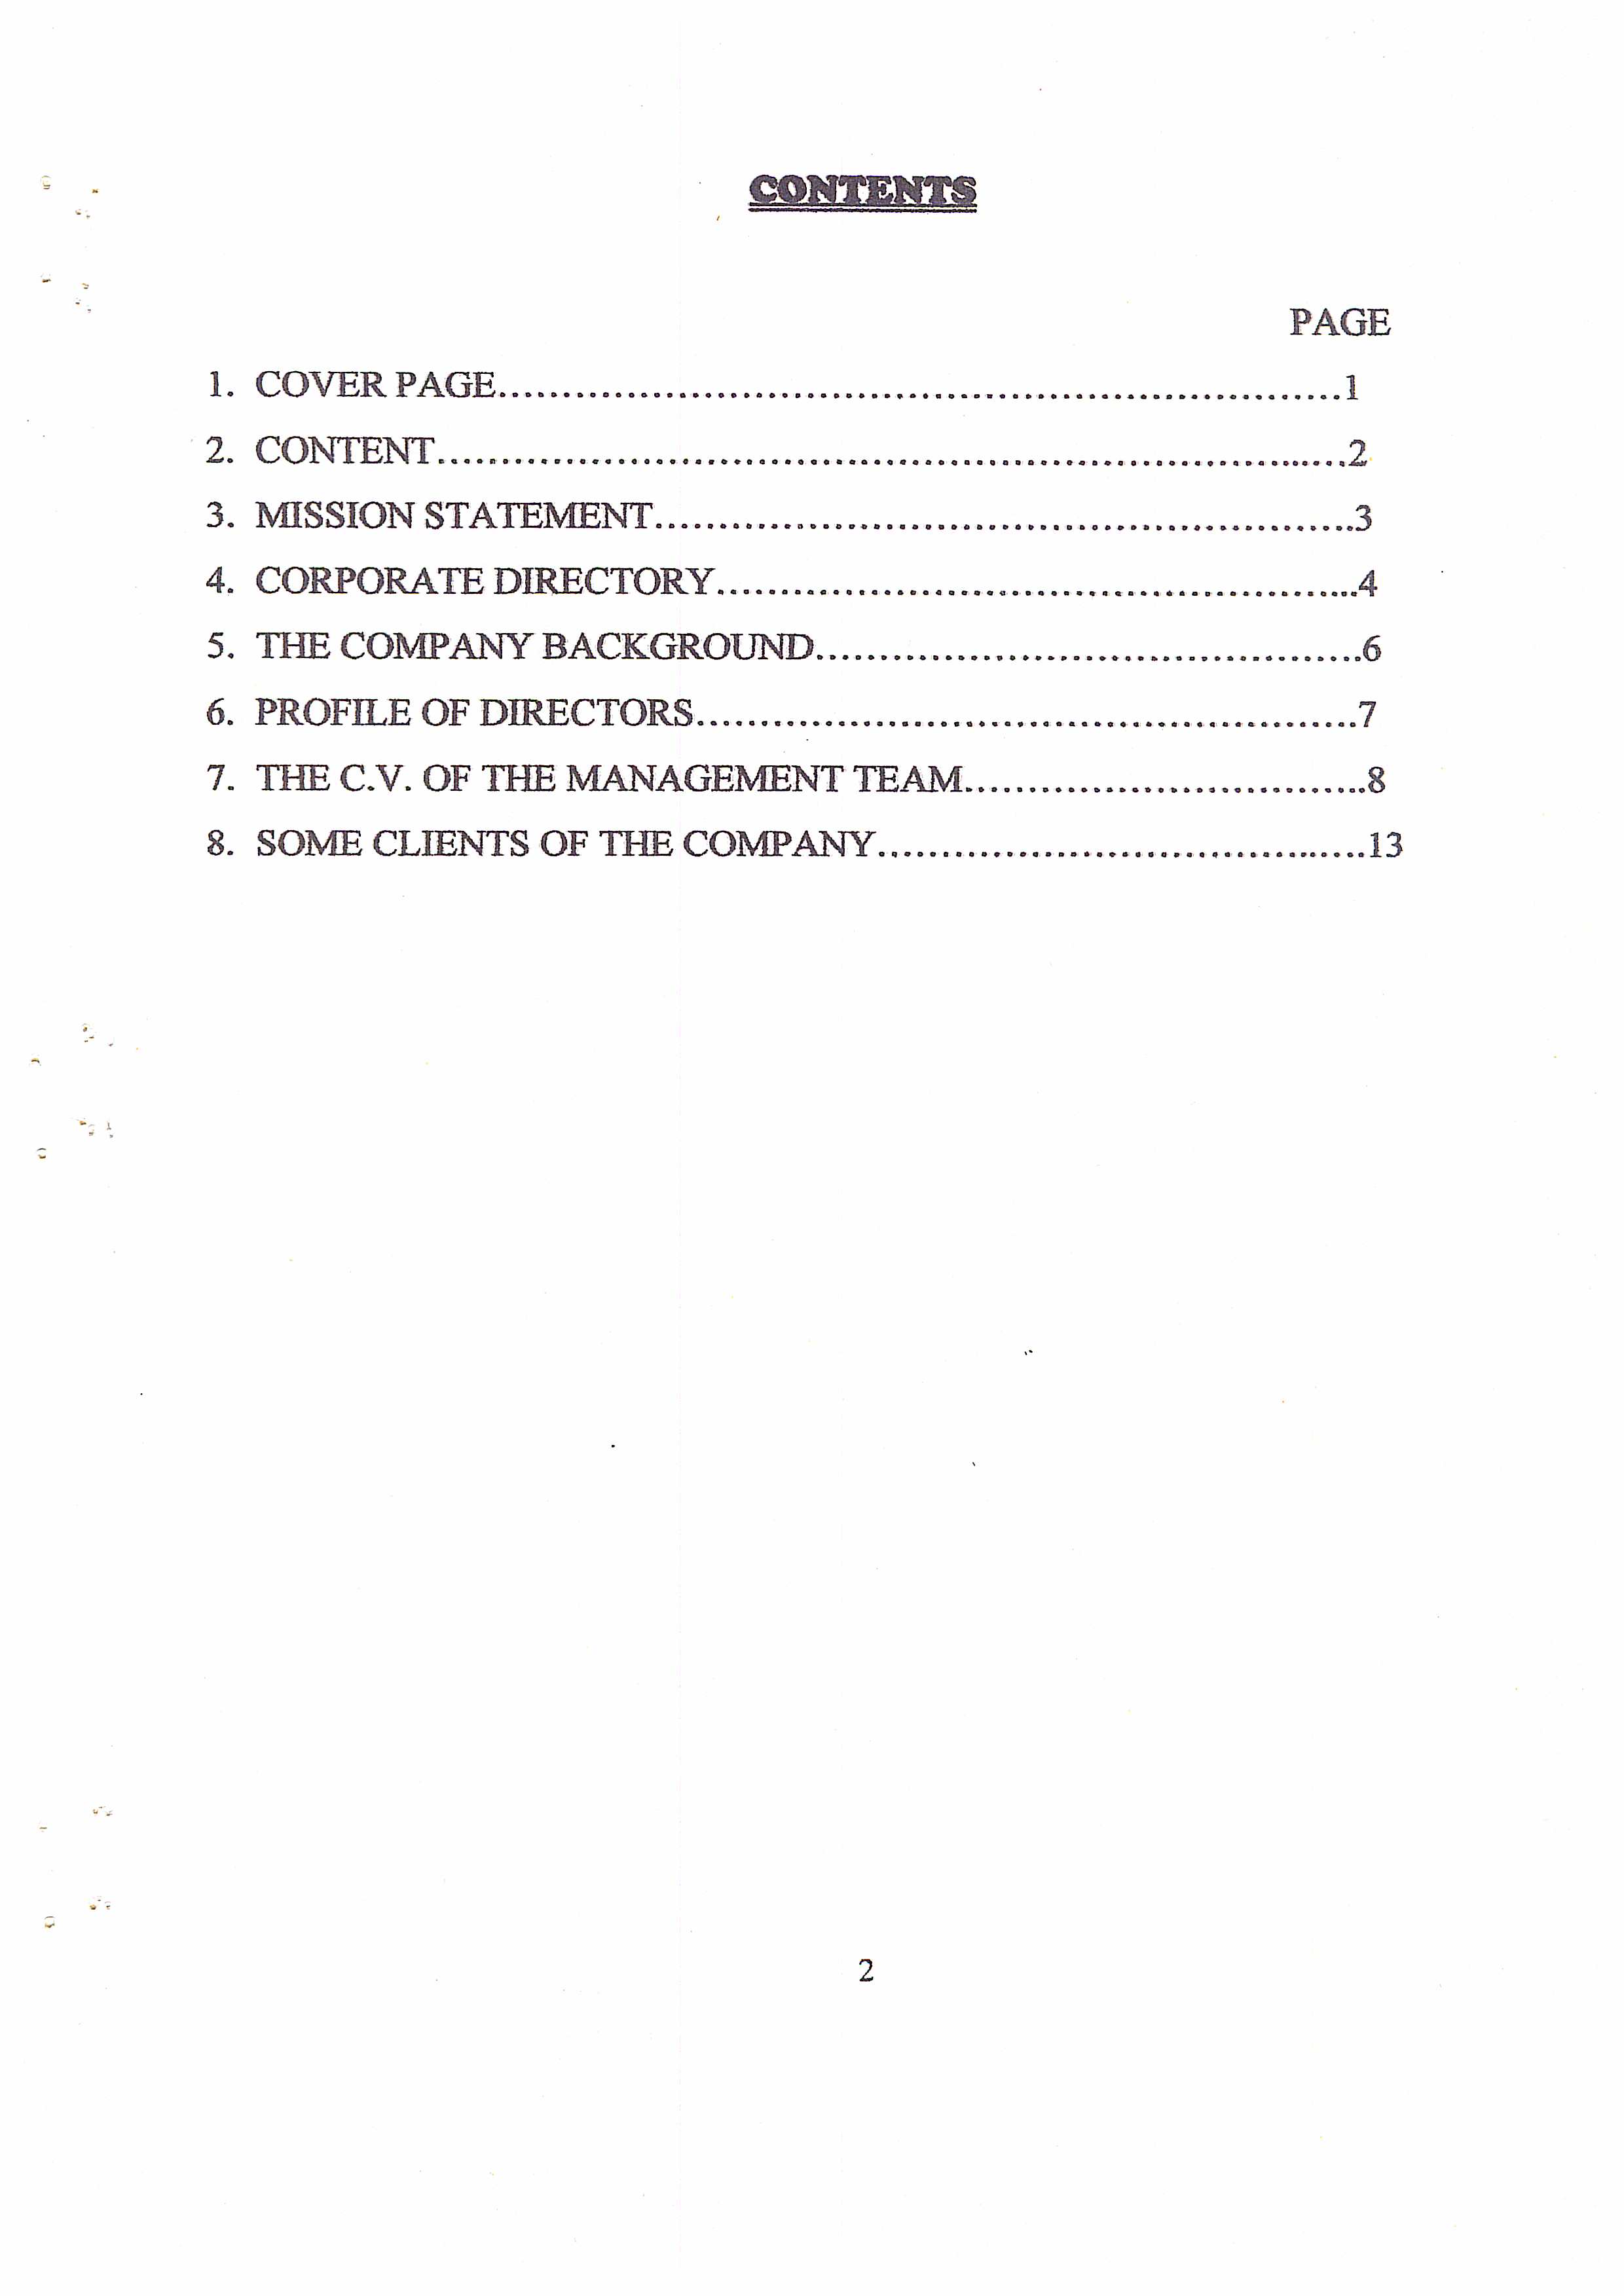 CONTENTS
PAGE
1. COVER PAGE..................................................................1
2. CONTENT.......................................................................2
3. MISSION STATEMENT.......................................................3
4. CORPORATE DIRECTORY..................................................4
5. THE COMPANY BACKGROUND...........................................6
6. PROFILE OF DIRECTORS....................................................7
7. THE C.V. OF THE MANAGEMENT TEAM................................8
8. SOME CLIENTS OF THE COMPANY.......................................13
2